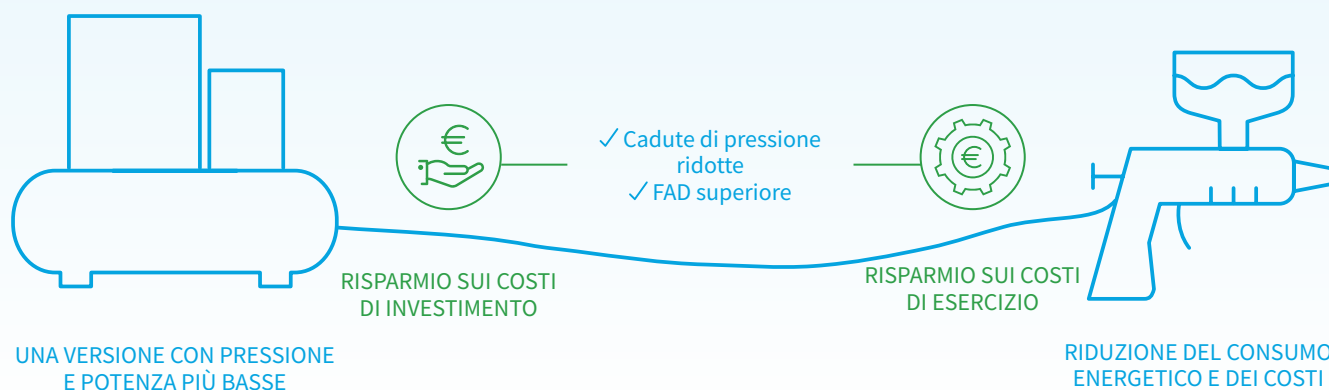 ✓ Cadute di pressione
ridotte
✓ FAD superiore
RISPARMIO SUI COSTI
DI INVESTIMENTO
RISPARMIO SUI COSTI
DI ESERCIZIO
UNA VERSIONE CON PRESSIONE
E POTENZA PIÙ BASSE
RIDUZIONE DEL CONSUMO
ENERGETICO E DEI COSTI